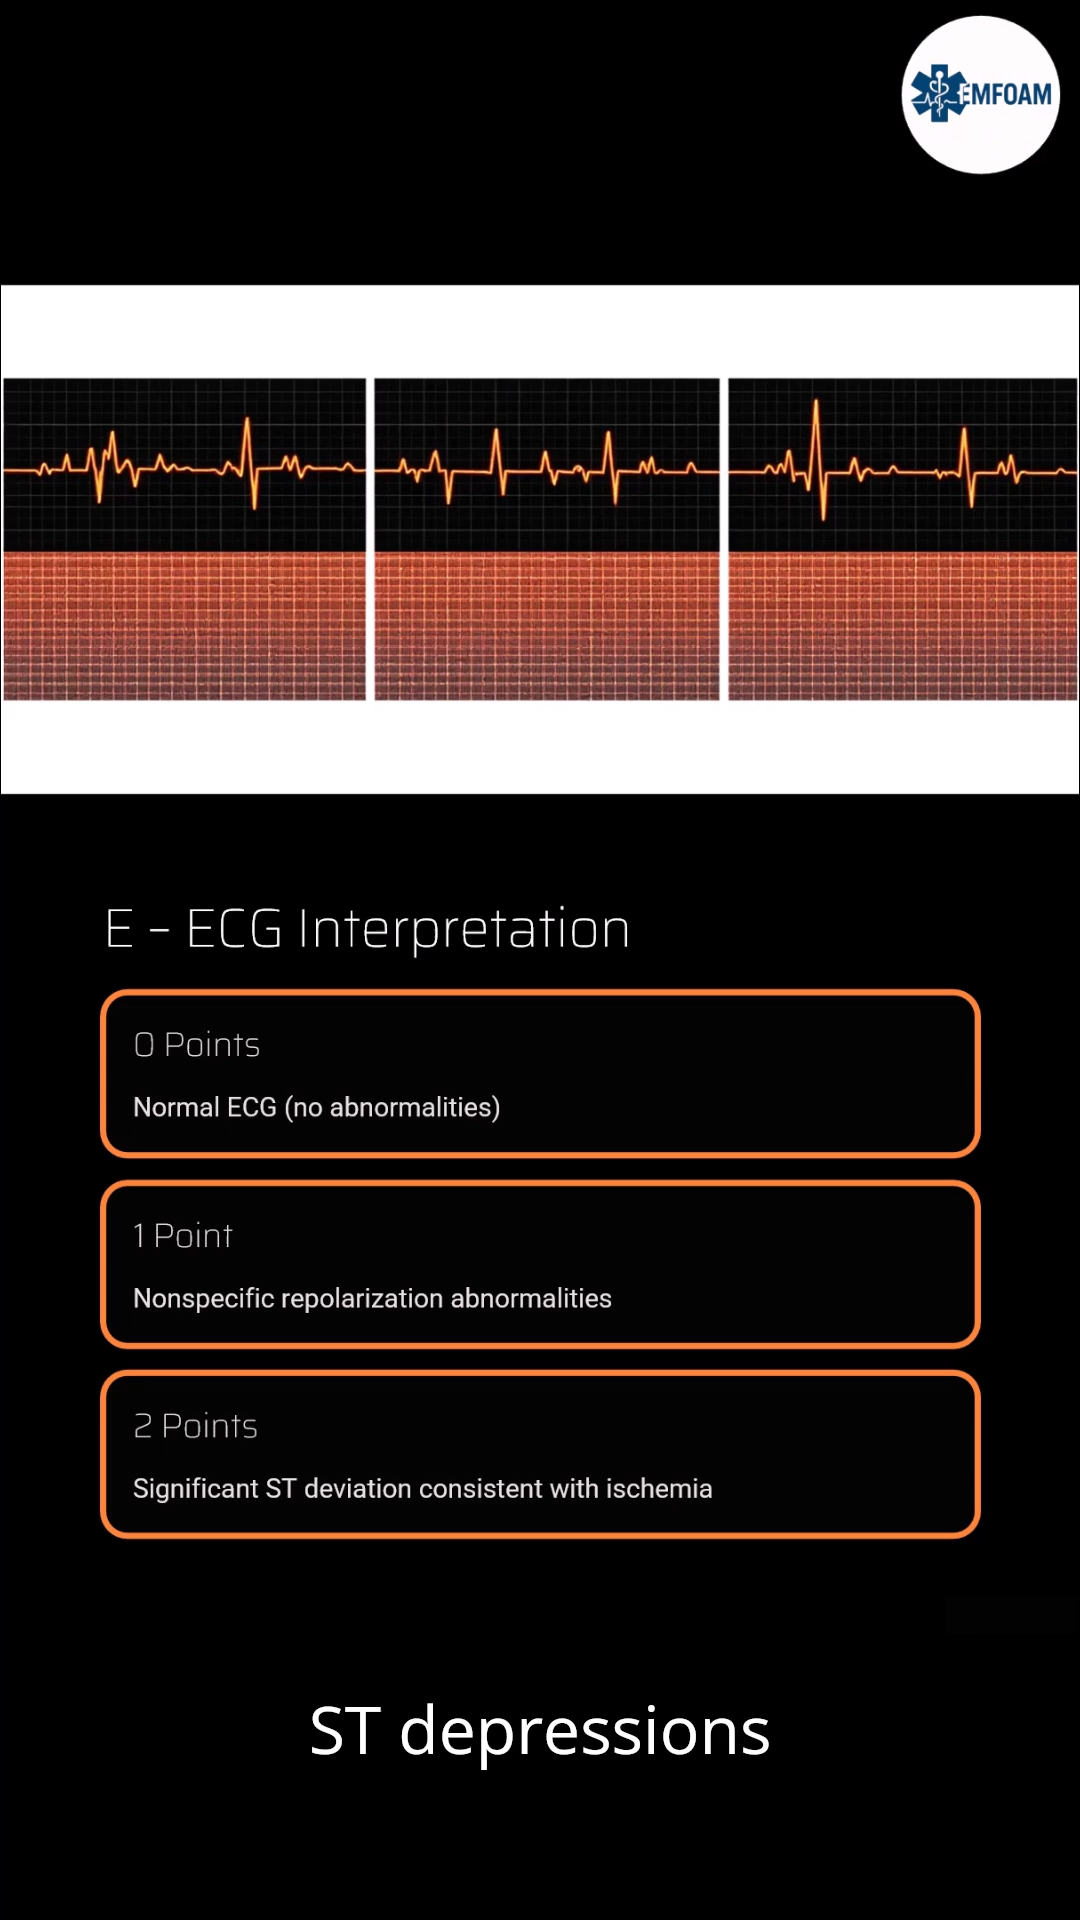 EMFOAM
E – ECG Interpretation
0 Points
Normal ECG (no abnormalities)
1 Point
Nonspecific repolarization abnormalities
2 Points
Significant ST deviation consistent with ischemia
ST depressions